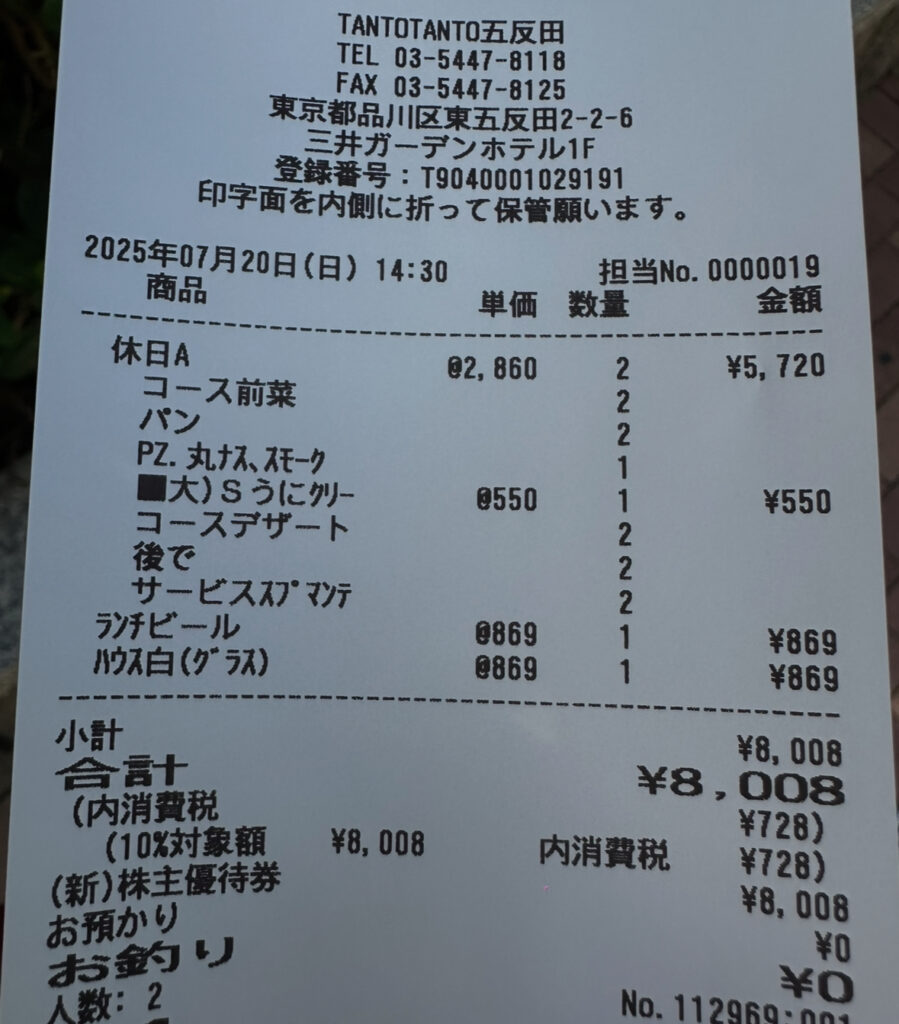 TANTOTANTO五反田
TEL 03-5447-8118
FAX 03-5447-8125
東京都品川区東五反田2-2-6
三井ガーデンホテル1F
登録番号：T9040001029191
印字面を内側に折って保管願います。
2025年07月20日(日) 14:30 担当No.0000019
商品 単価 数量 金額
休日A @2,860 2 ¥5,720
コース前菜 2
パン 2
PZ.丸ﾅｽ､ｽﾓｰｸ 1
■大)Sうにｸﾘｰ @550 1 ¥550
コースデザート 2
後で 2
サービスｽﾌﾟﾏﾝﾃ 2
ﾗﾝﾁビール @869 1 ¥869
ﾊｳｽ白(ｸﾞﾗｽ) @869 1 ¥869
小計 ¥8,008
合計 ¥8,008
(内消費税 ¥728)
(10%対象額 ¥8,008 内消費税 ¥728)
(新)株主優待券 ¥8,008
お預かり ¥0
お釣り ¥0
人数: 2 No.112969:001